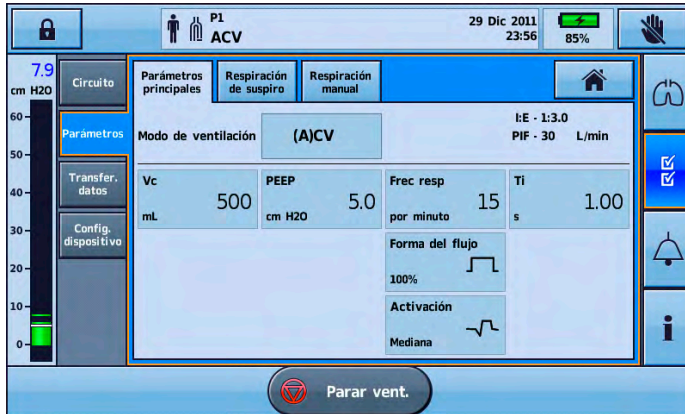 P1
ACV
29 Dic 2011
23:56
85%
7.9
cm H2O
60
50
40
30
20
10
0
Circuito
Parámetros
Transfer.
datos
Config.
dispositivo
Parámetros
principales
Respiración
de suspiro
Respiración
manual
Modo de ventilación
(A)CV
I:E - 1:3.0
PIF - 30 L/min
Vc
500
mL
PEEP
5.0
cm H2O
Frec resp
15
por minuto
Ti
1.00
s
Forma del flujo
100%
Activación
Mediana
i
Parar vent.